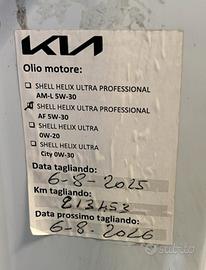 KIA
Olio motore:
SHELL HELIX ULTRA PROFESSIONAL
AM-L 5W-30
SHELL HELIX ULTRA PROFESSIONAL
AF 5W-30
SHELL HELIX ULTRA
0W-20
SHELL HELIX ULTRA
City 0W-30
Data tagliando:
6-8-2025
Km tagliando:
213453
Data prossimo tagliando:
6-8-2026
subito